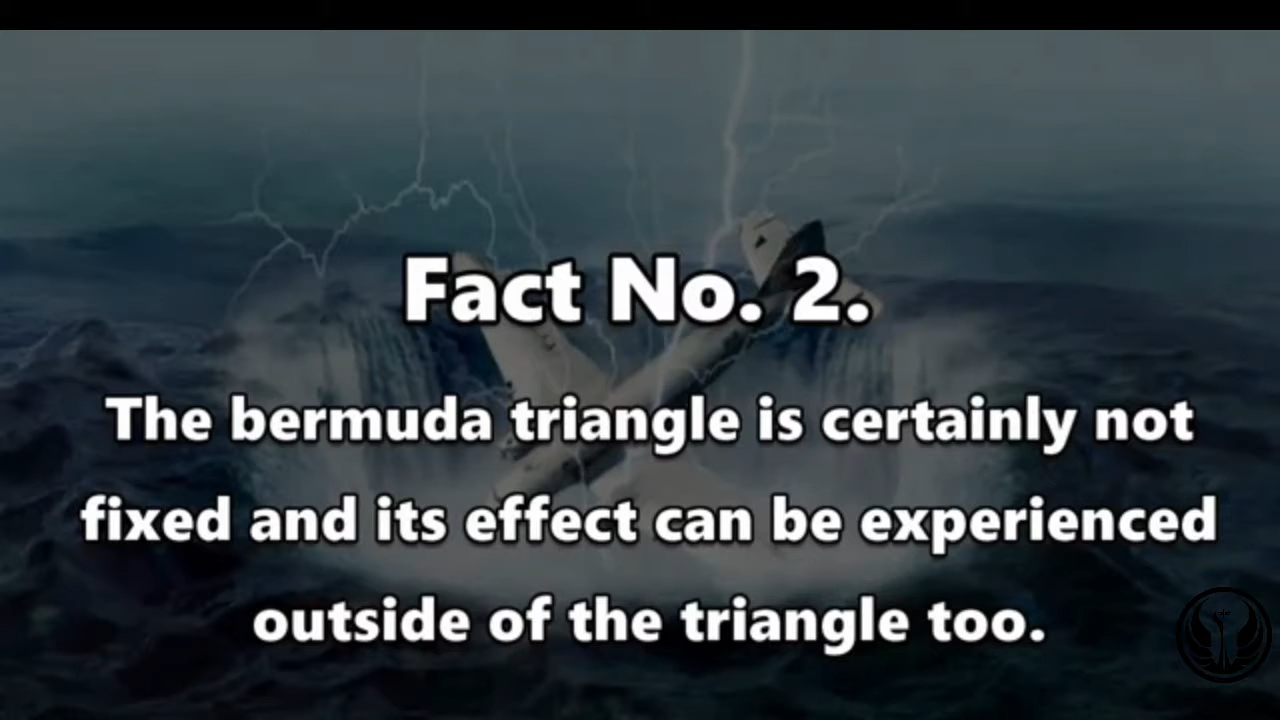 Fact No. 2.
The bermuda triangle is certainly not
fixed and its effect can be experienced
outside of the triangle too.